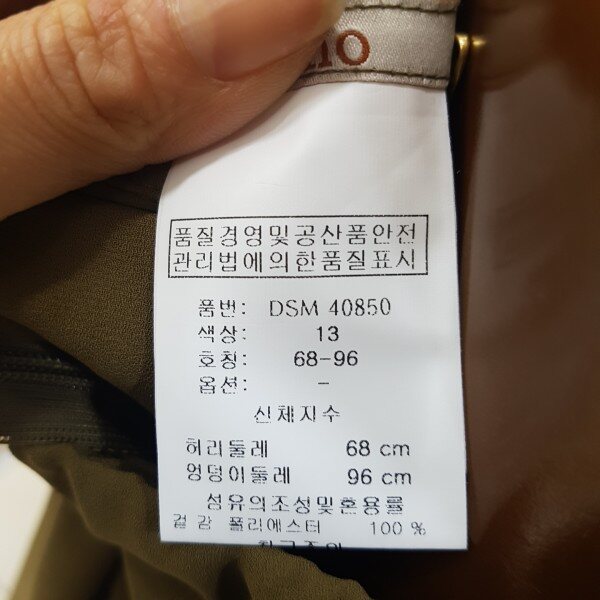 품질경영및공산품안전
관리법에의한품질표시
품번: DSM 40850
색상: 13
호칭: 68-96
옵션: -
신체지수
허리둘레 68 cm
엉덩이둘레 96 cm
섬유의조성및혼용률
겉감 폴리에스터 100 %